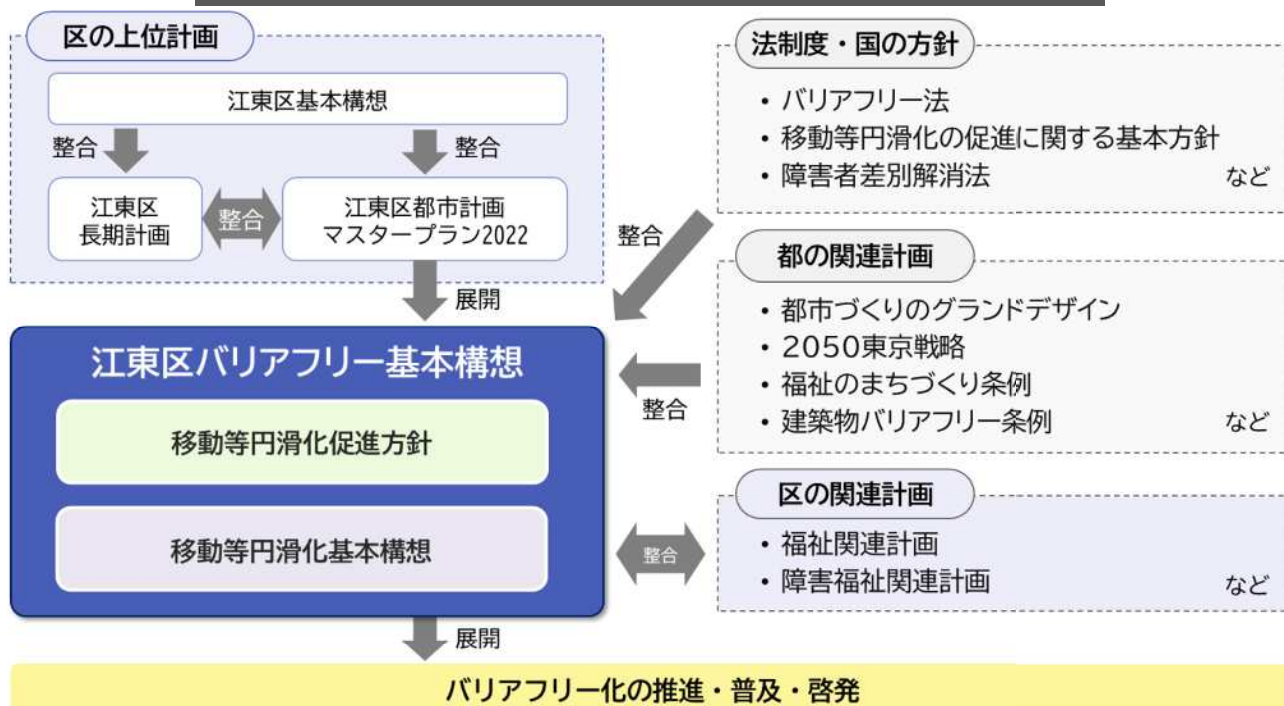 区の上位計画
江東区基本構想
整合
整合
江東区
長期計画
整合
江東区都市計画
マスタープラン2022
展開
江東区バリアフリー基本構想
移動等円滑化促進方針
移動等円滑化基本構想
法制度・国の方針
・バリアフリー法
・移動等円滑化の促進に関する基本方針
・障害者差別解消法 など
整合
都の関連計画
・都市づくりのグランドデザイン
・2050東京戦略
・福祉のまちづくり条例
・建築物バリアフリー条例 など
整合
区の関連計画
・福祉関連計画
・障害福祉関連計画 など
整合
展開
バリアフリー化の推進・普及・啓発